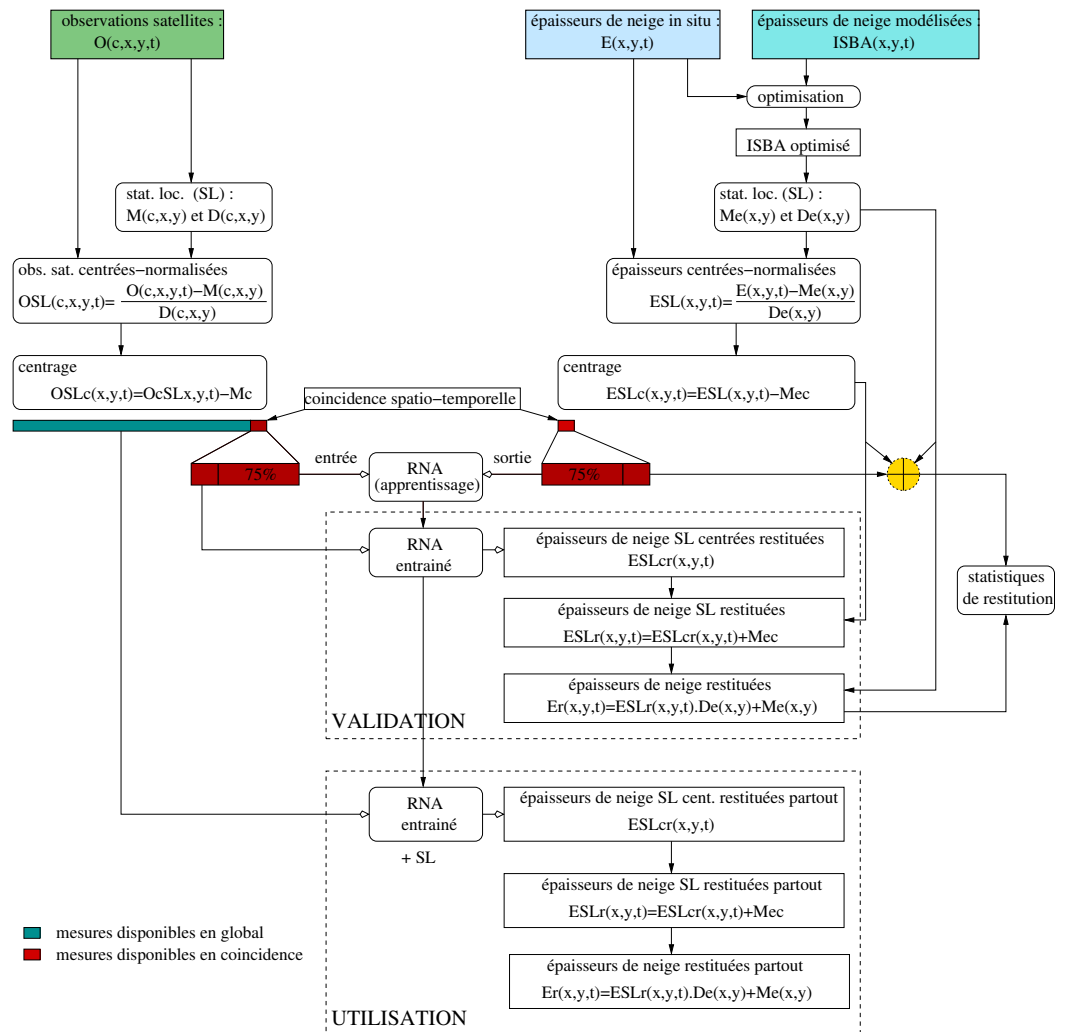 observations satellites :
O(c,x,y,t)
épaisseurs de neige in situ :
E(x,y,t)
épaisseurs de neige modélisées :
ISBA(x,y,t)
optimisation
ISBA optimisé
stat. loc. (SL) :
M(c,x,y) et D(c,x,y)
stat. loc. (SL) :
Me(x,y) et De(x,y)
obs. sat. centrées−normalisées
OSL(c,x,y,t)= O(c,x,y,t)−M(c,x,y)
D(c,x,y)
épaisseurs centrées−normalisées
ESL(x,y,t)= E(x,y,t)−Me(x,y)
De(x,y)
centrage
OSLc(x,y,t)=OcSLx,y,t)−Mc
centrage
ESLc(x,y,t)=ESL(x,y,t)−Mec
coincidence spatio-temporelle
75%
entrée
RNA
(apprentissage)
sortie
75%
RNA
entrainé
épaisseurs de neige SL centrées restituées
ESLcr(x,y,t)
statistiques
de restitution
épaisseurs de neige SL restituées
ESLr(x,y,t)=ESLcr(x,y,t)+Mec
épaisseurs de neige restituées
Er(x,y,t)=ESLr(x,y,t).De(x,y)+Me(x,y)
VALIDATION
RNA
entrainé
+ SL
épaisseurs de neige SL cent. restituées partout
ESLcr(x,y,t)
épaisseurs de neige SL restituées partout
ESLr(x,y,t)=ESLcr(x,y,t)+Mec
mesures disponibles en global
mesures disponibles en coincidence
épaisseurs de neige restituées partout
Er(x,y,t)=ESLr(x,y,t).De(x,y)+Me(x,y)
UTILISATION